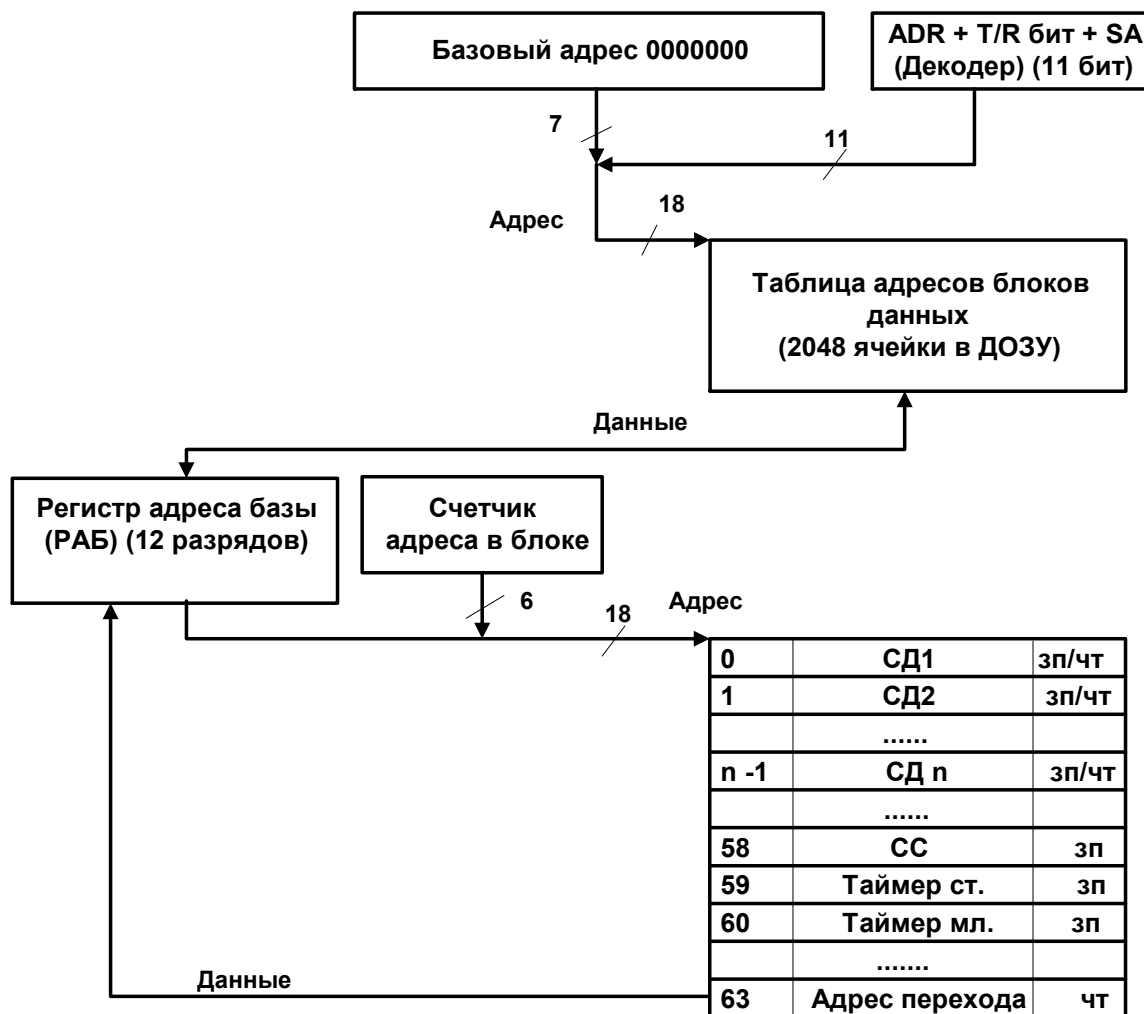 Базовый адрес 0000000
ADR + T/R бит + SA
(Декодер) (11 бит)
7
11
Адрес
18
Таблица адресов блоков
данных
(2048 ячейки в ДОЗУ)
Данные
Регистр адреса базы
(РАБ) (12 разрядов)
Счетчик
адреса в блоке
6
18
Адрес
0 СД1 зп/чт
1 СД2 зп/чт
......
n -1 СД n зп/чт
......
58 СС зп
59 Таймер ст. зп
60 Таймер мл. зп
.......
Данные
63 Адрес перехода чт